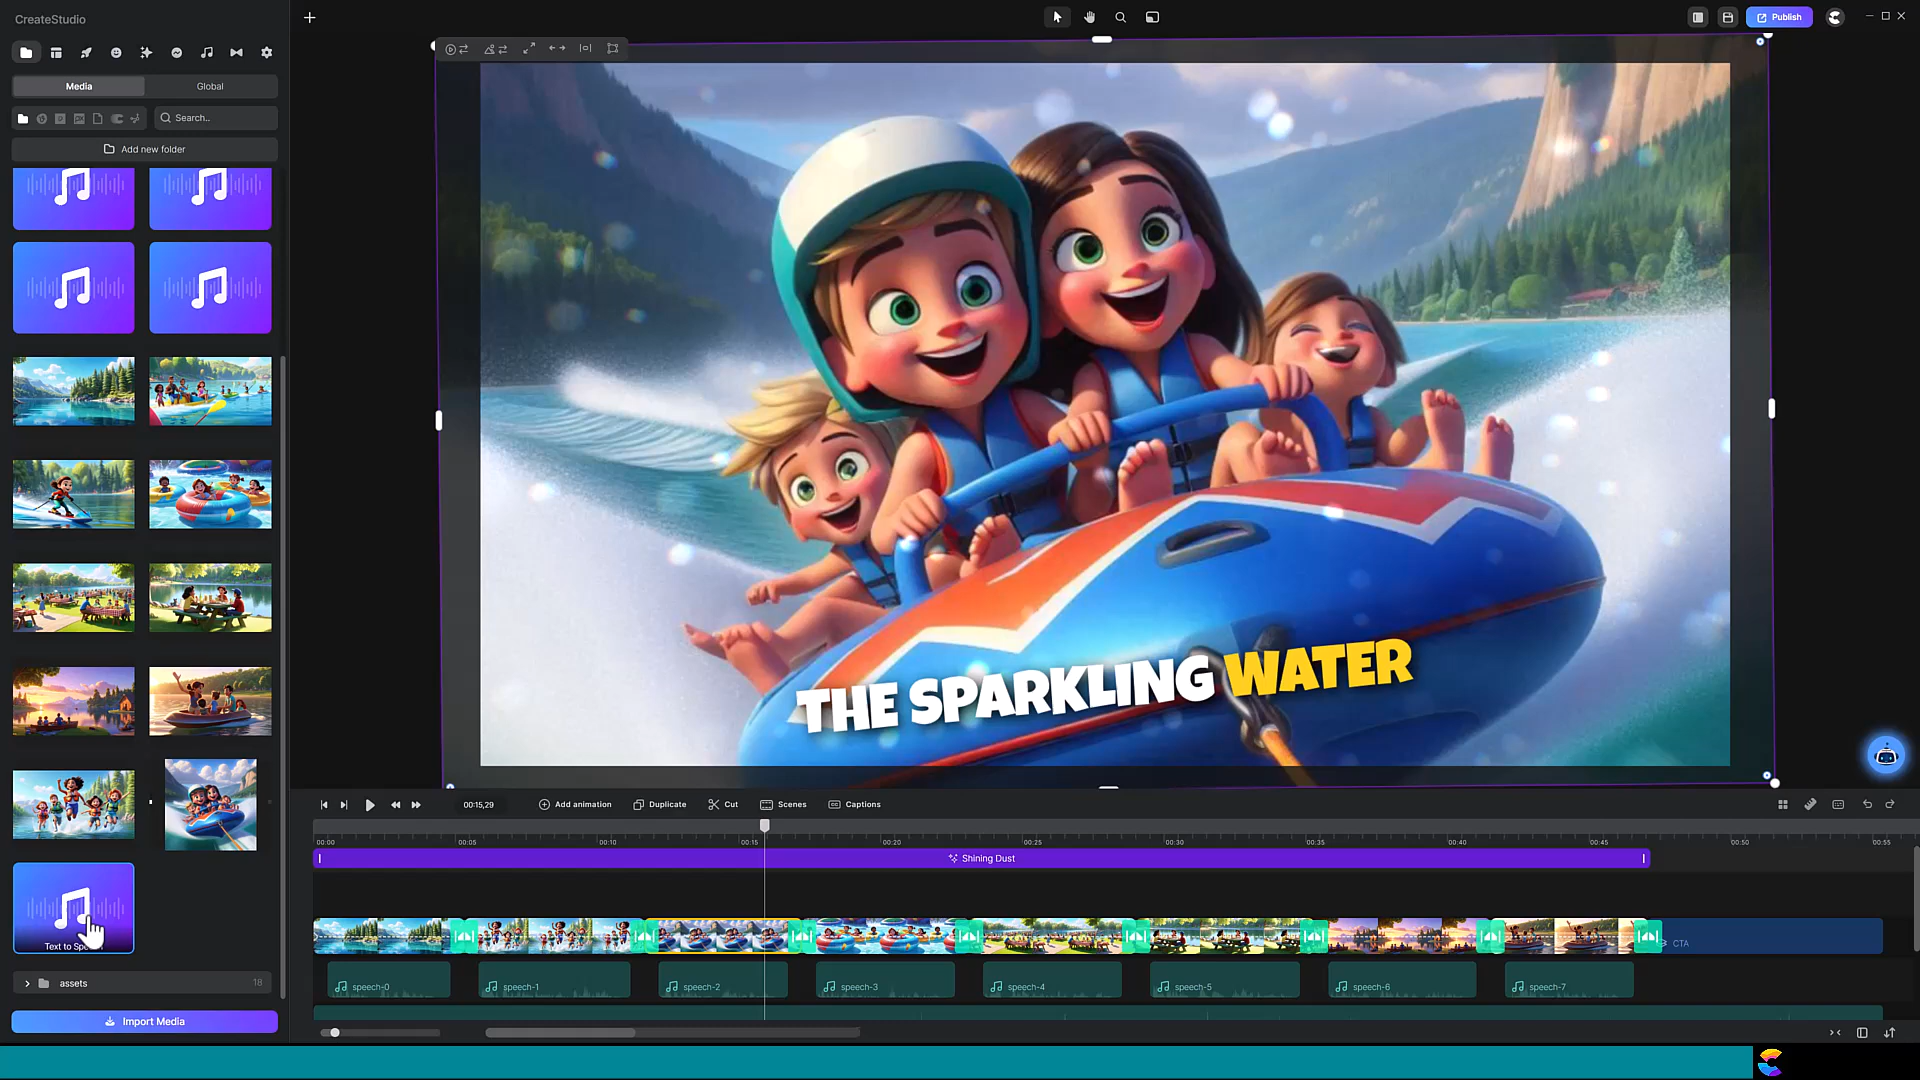 CreateStudio
Publish
Media
Global
Search..
Add new folder
THE SPARKLING WATER
00:15,29
Add animation
Duplicate
Cut
Scenes
Captions
00:00
00:05
00:10
00:15
00:20
00:25
00:30
00:35
00:40
00:45
00:50
00:55
Shining Dust
CTA
speech-0
speech-1
speech-2
speech-3
speech-4
speech-5
speech-6
speech-7
Text to
assets
18
Import Media